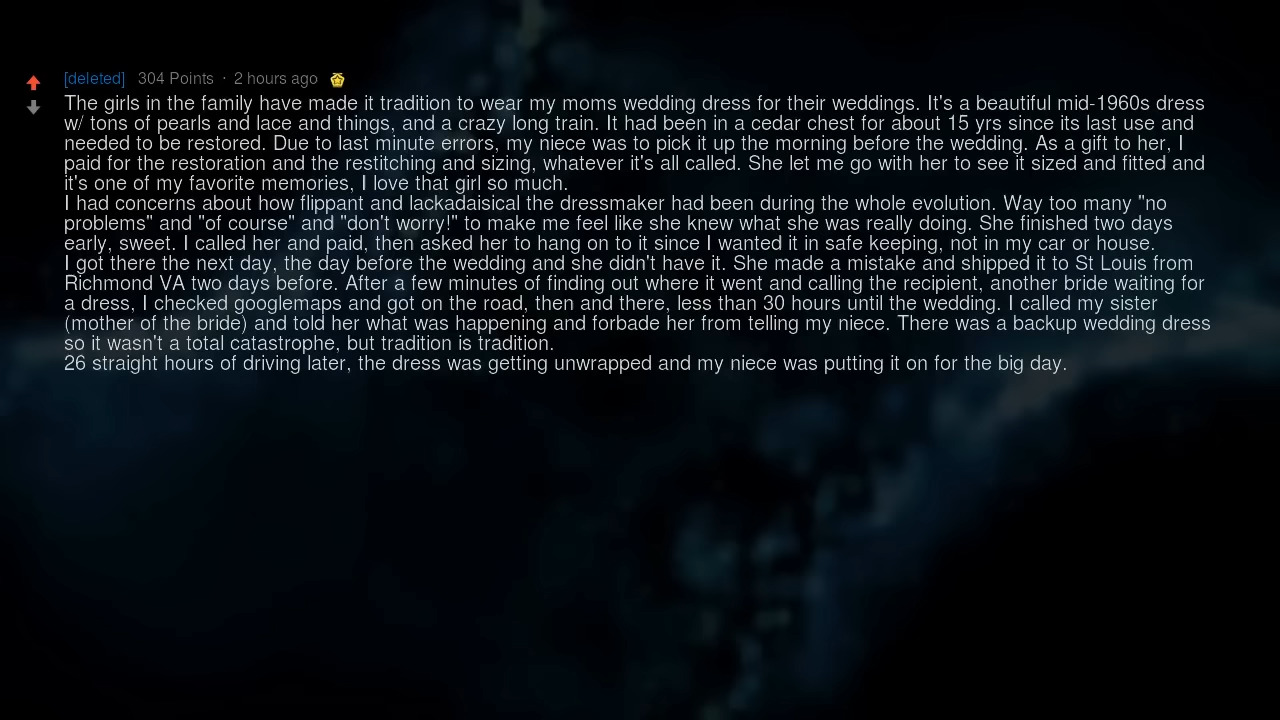 [deleted] 304 Points · 2 hours ago
The girls in the family have made it tradition to wear my moms wedding dress for their weddings. It's a beautiful mid-1960s dress
w/ tons of pearls and lace and things, and a crazy long train. It had been in a cedar chest for about 15 yrs since its last use and
needed to be restored. Due to last minute errors, my niece was to pick it up the morning before the wedding. As a gift to her, I
paid for the restoration and the restitching and sizing, whatever it's all called. She let me go with her to see it sized and fitted and
it's one of my favorite memories, I love that girl so much.
I had concerns about how flippant and lackadaisical the dressmaker had been during the whole evolution. Way too many "no
problems" and "of course" and "don't worry!" to make me feel like she knew what she was really doing. She finished two days
early, sweet. I called her and paid, then asked her to hang on to it since I wanted it in safe keeping, not in my car or house.
I got there the next day, the day before the wedding and she didn't have it. She made a mistake and shipped it to St Louis from
Richmond VA two days before. After a few minutes of finding out where it went and calling the recipient, another bride waiting for
a dress, I checked googlemaps and got on the road, then and there, less than 30 hours until the wedding. I called my sister
(mother of the bride) and told her what was happening and forbade her from telling my niece. There was a backup wedding dress
so it wasn't a total catastrophe, but tradition is tradition.
26 straight hours of driving later, the dress was getting unwrapped and my niece was putting it on for the big day.